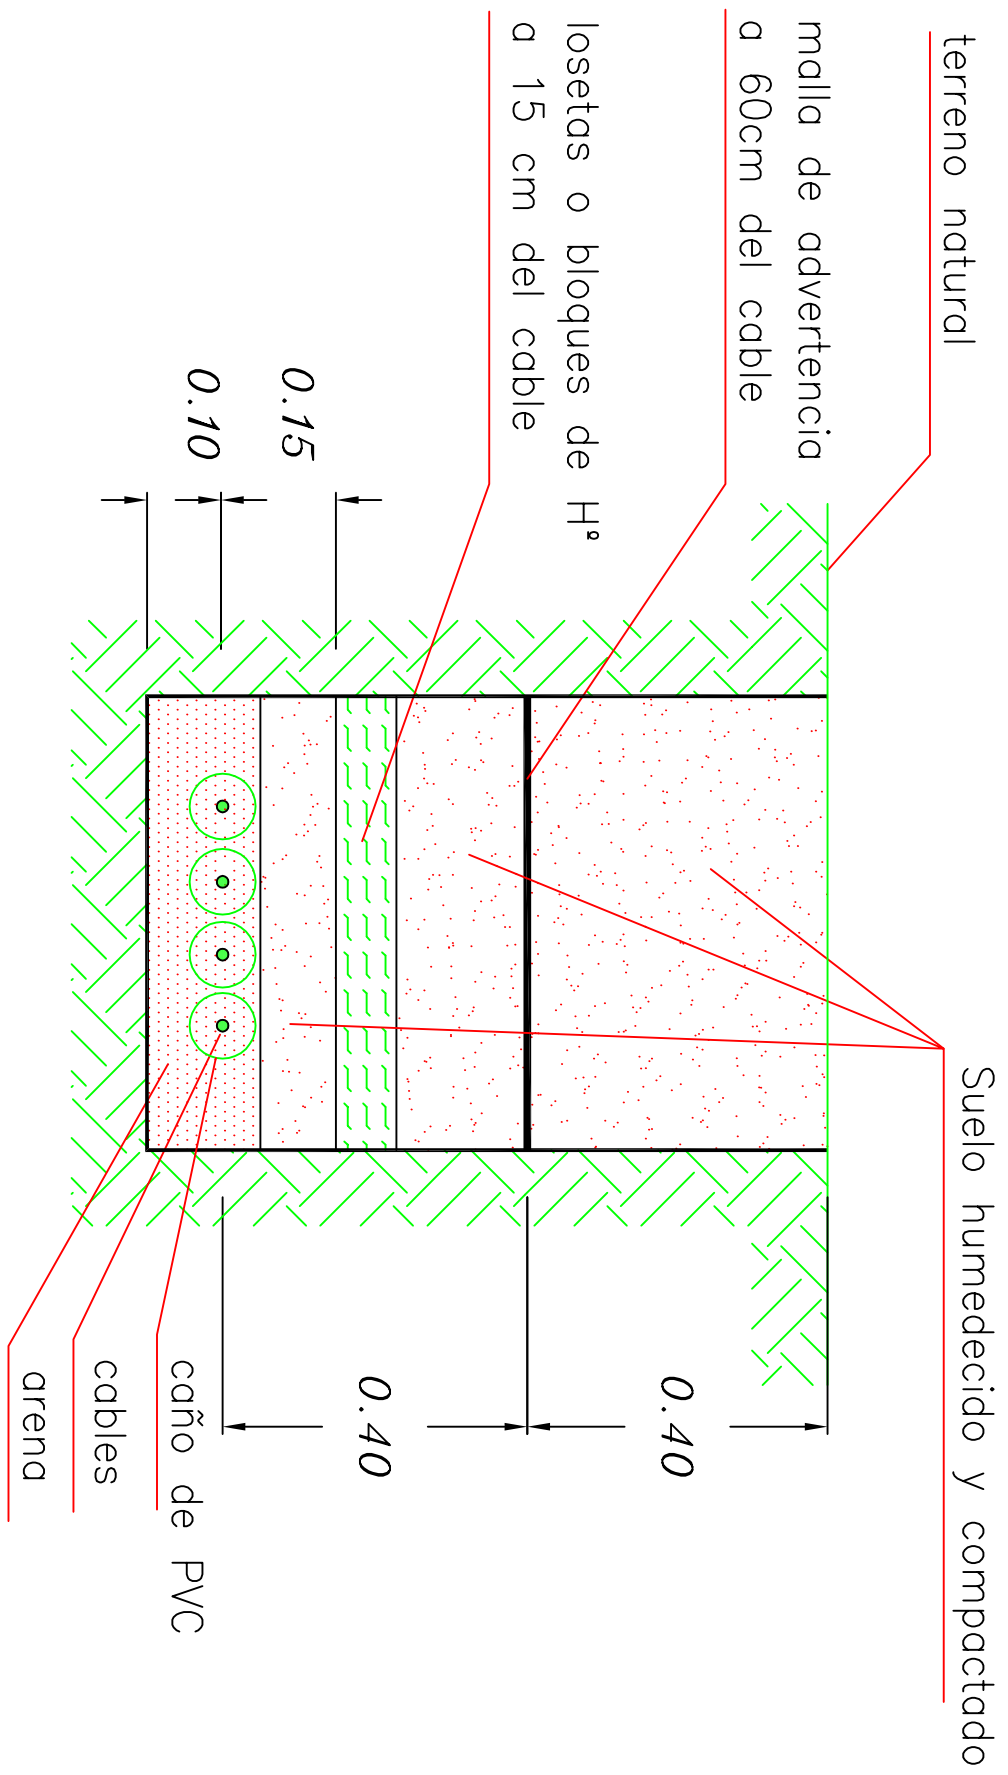 terreno natural
malla de advertencia
a 60cm del cable
losetas o bloques de Hº
a 15 cm del cable
0.15
0.10
Suelo humedecido y compactado
0.40
0.40
caño de PVC
cables
arena